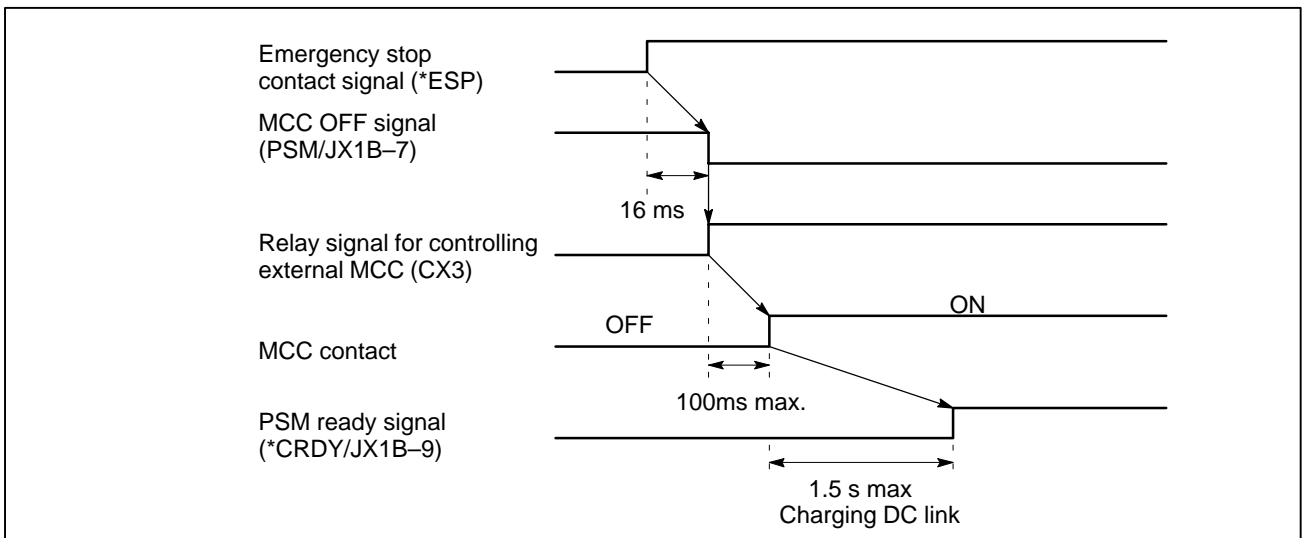 Emergency stop
contact signal (*ESP)
MCC OFF signal
(PSM/JX1B–7)
16 ms
Relay signal for controlling
external MCC (CX3)
OFF
ON
MCC contact
100ms max.
PSM ready signal
(*CRDY/JX1B–9)
1.5 s max
Charging DC link